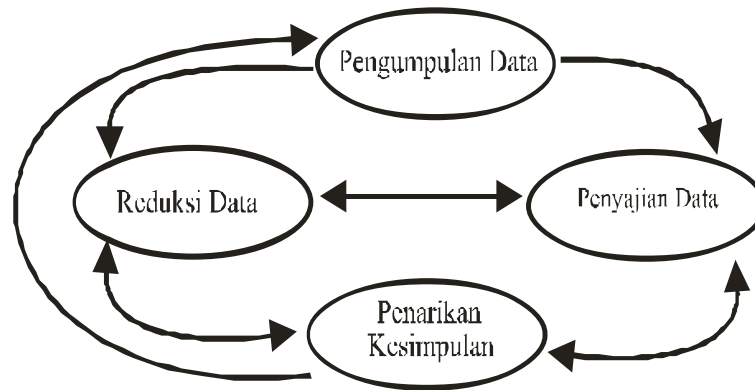 Pengumpulan Data
Reduksi Data
Penyajian Data
Penarikan
Kesimpulan